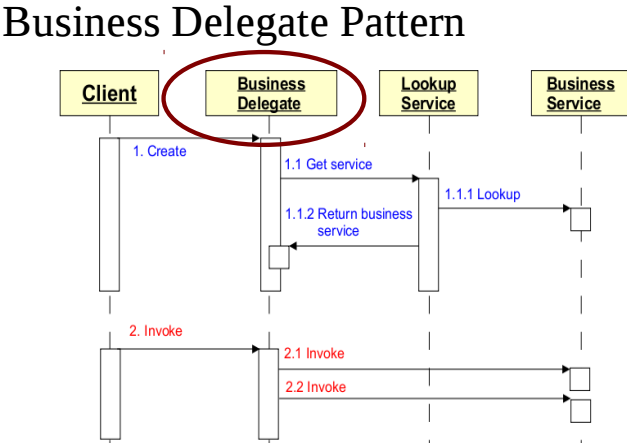 Business Delegate Pattern
Client
Business
Delegate
Lookup
Service
Business
Service
1. Create
1.1 Get service
1.1.1 Lookup
1.1.2 Return business
service
2. Invoke
2.1 Invoke
2.2 Invoke